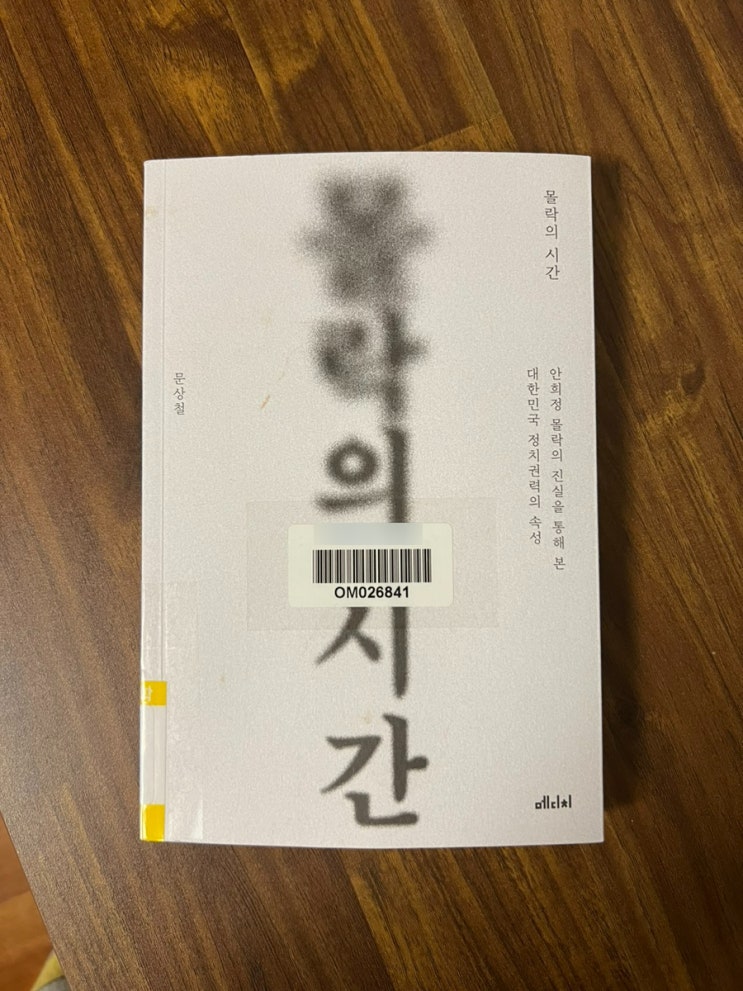 몰락의 시간
몰락의 시간
안희정 몰락의 진실을 통해 본
대한민국 정치권력의 속성
문상철
OM026841
메디치